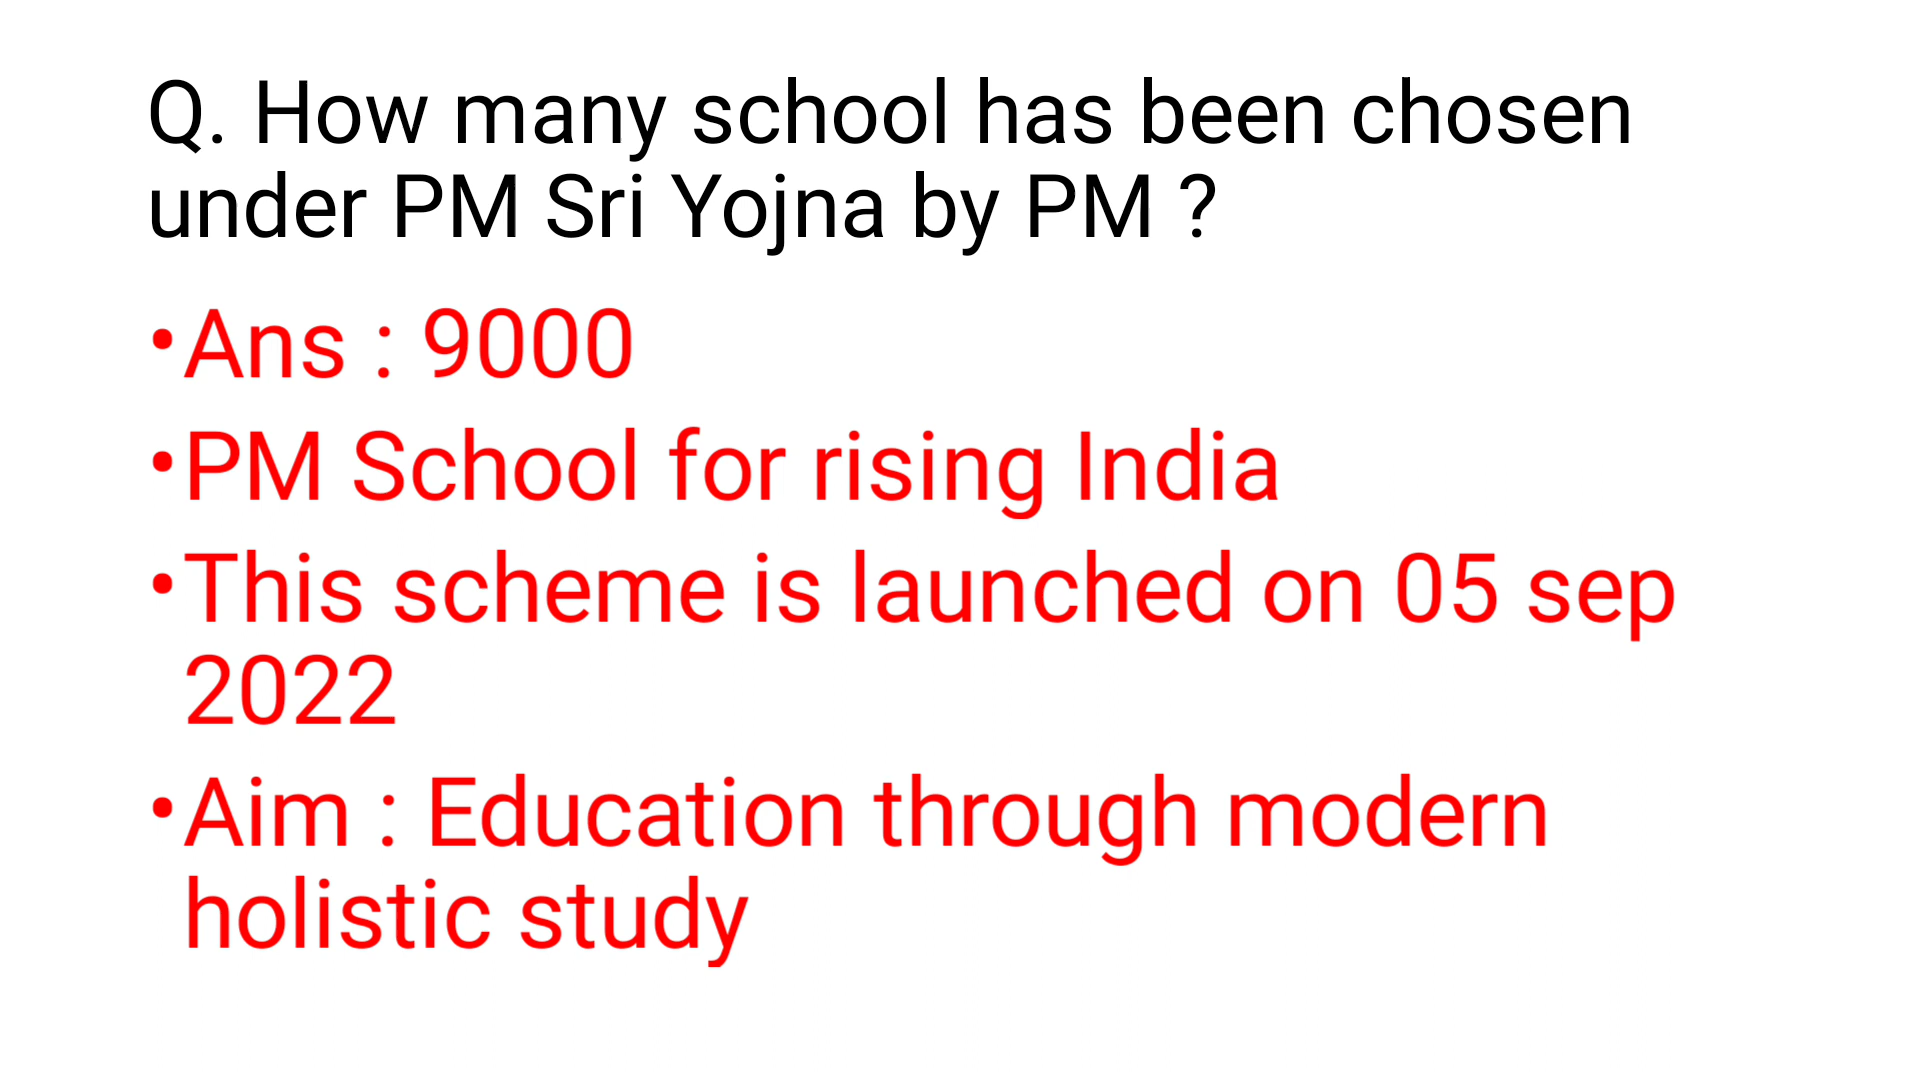 Q. How many school has been chosen
under PM Sri Yojna by PM ?
•Ans : 9000
•PM School for rising India
•This scheme is launched on 05 sep
2022
•Aim : Education through modern
holistic study